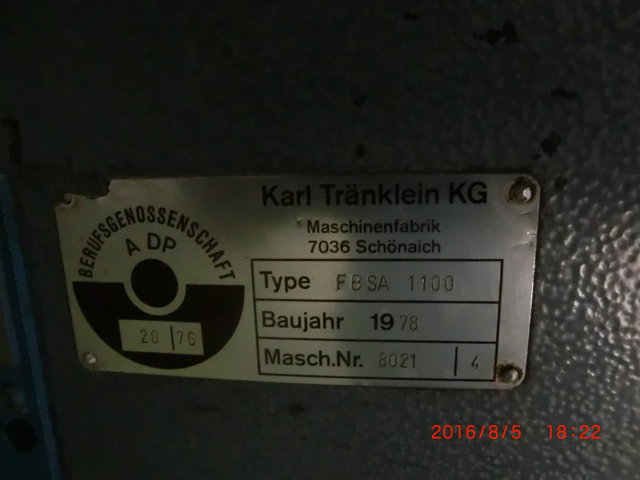 Karl Tränklein KG
Maschinenfabrik
7036 Schönaich
BERUFSGENOSSENSCHAFT
A DP
20 | 76
Type FBSA 1100
Baujahr 1978
Masch.Nr. 8021 | 4
2016/8/5 18:22